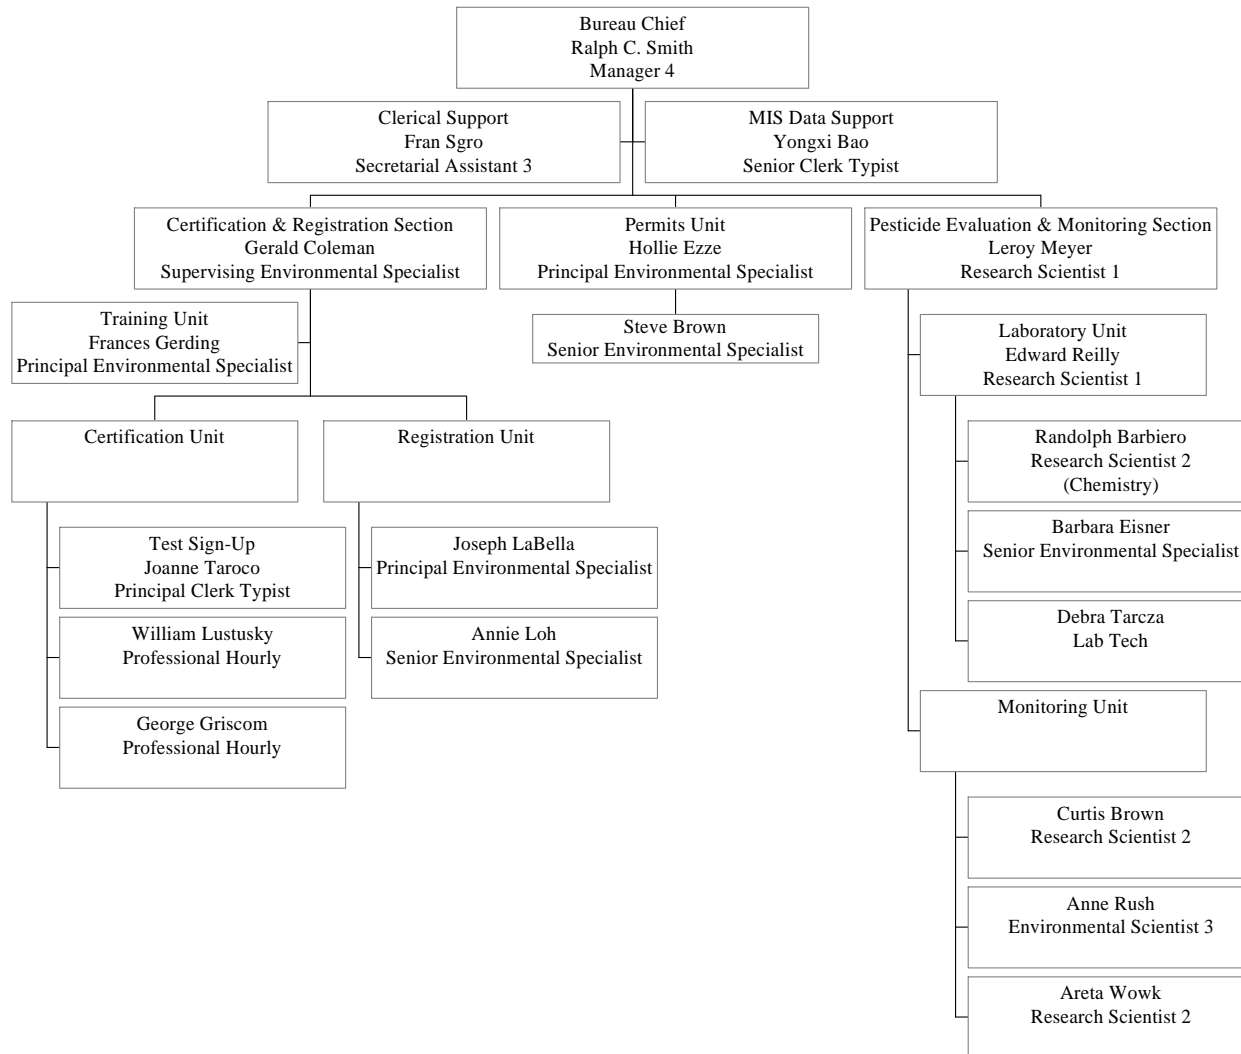 Bureau Chief
Ralph C. Smith
Manager 4
Clerical Support
Fran Sgro
Secretarial Assistant 3
MIS Data Support
Yongxi Bao
Senior Clerk Typist
Certification & Registration Section
Gerald Coleman
Supervising Environmental Specialist
Permits Unit
Hollie Ezze
Principal Environmental Specialist
Pesticide Evaluation & Monitoring Section
Leroy Meyer
Research Scientist 1
Training Unit
Frances Gerding
Principal Environmental Specialist
Steve Brown
Senior Environmental Specialist
Laboratory Unit
Edward Reilly
Research Scientist 1
Certification Unit
Registration Unit
Randolph Barbiero
Research Scientist 2
(Chemistry)
Test Sign-Up
Joanne Taroco
Principal Clerk Typist
Joseph LaBella
Principal Environmental Specialist
Barbara Eisner
Senior Environmental Specialist
William Lustusky
Professional Hourly
Annie Loh
Senior Environmental Specialist
Debra Tarcza
Lab Tech
George Griscom
Professional Hourly
Monitoring Unit
Curtis Brown
Research Scientist 2
Anne Rush
Environmental Scientist 3
Areta Wowk
Research Scientist 2